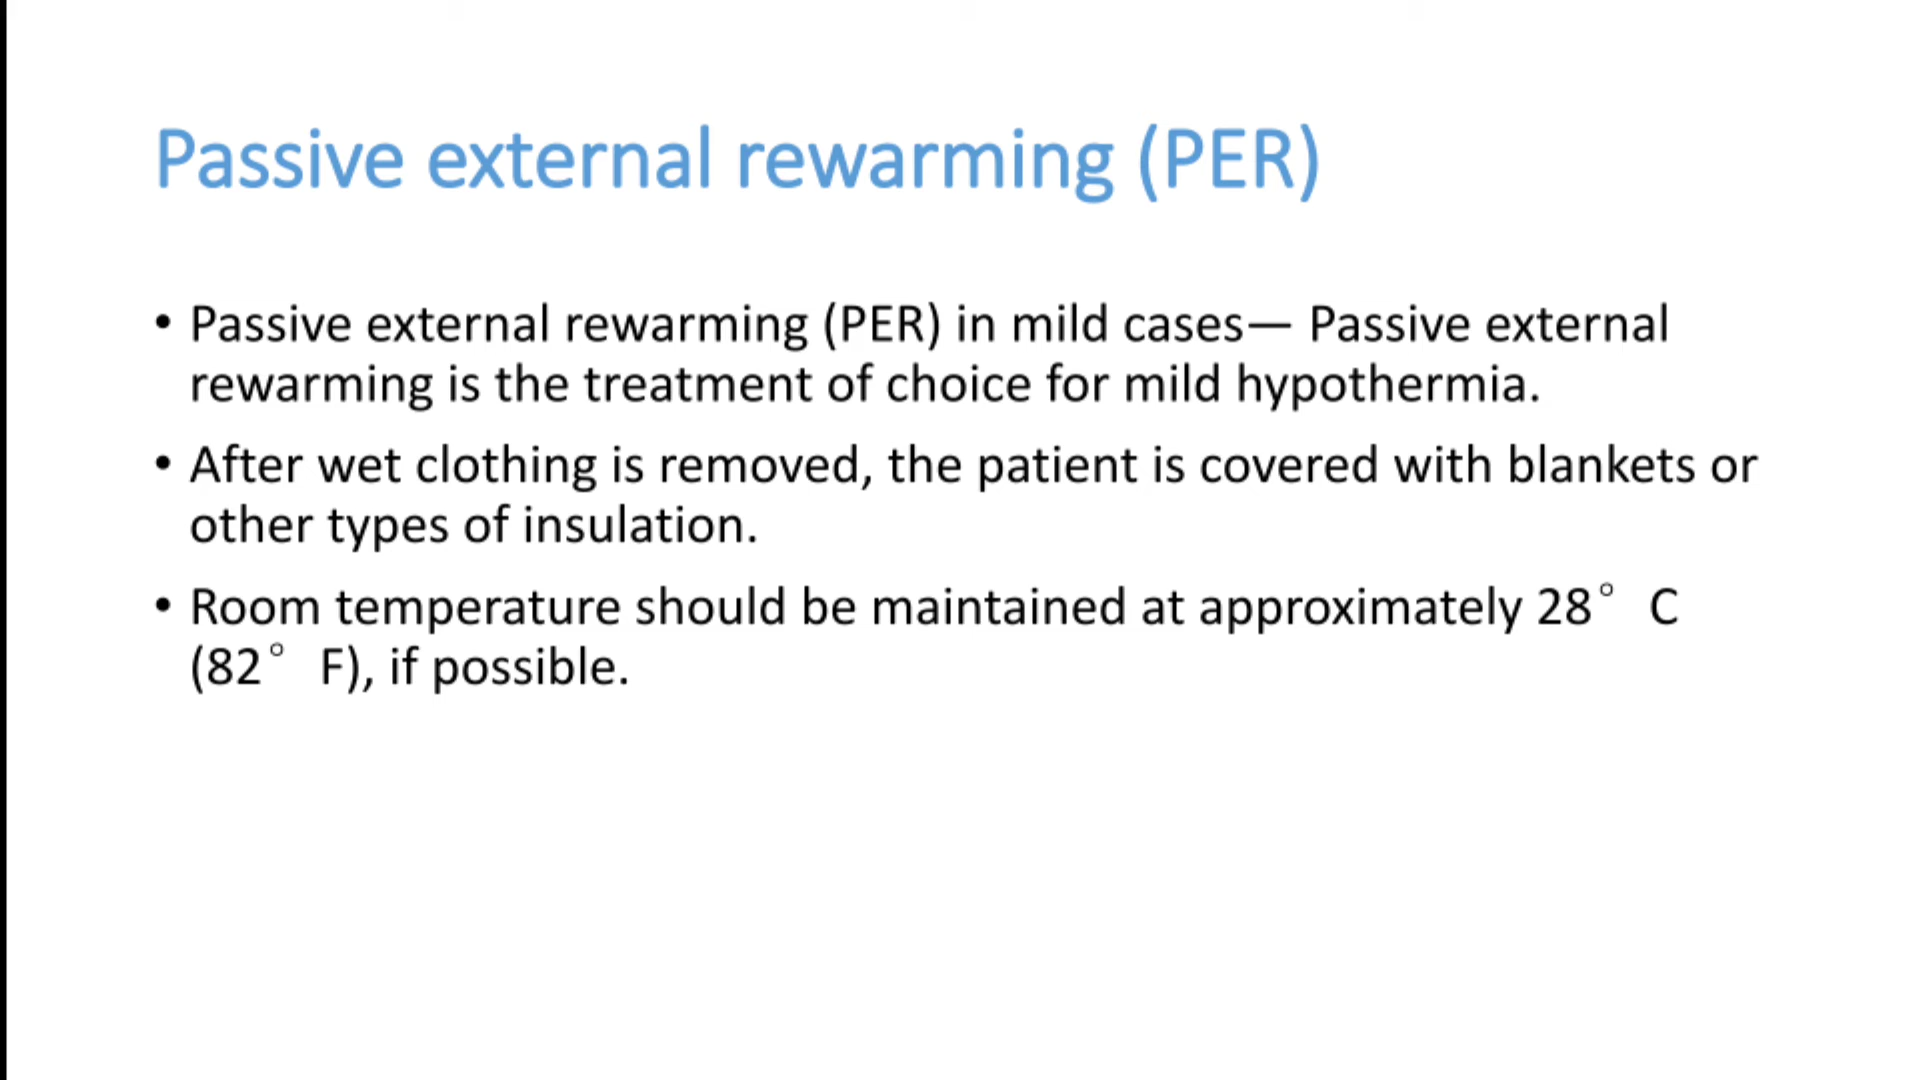 Passive external rewarming (PER)
• Passive external rewarming (PER) in mild cases— Passive external
rewarming is the treatment of choice for mild hypothermia.
• After wet clothing is removed, the patient is covered with blankets or
other types of insulation.
• Room temperature should be maintained at approximately 28° C
(82° F), if possible.